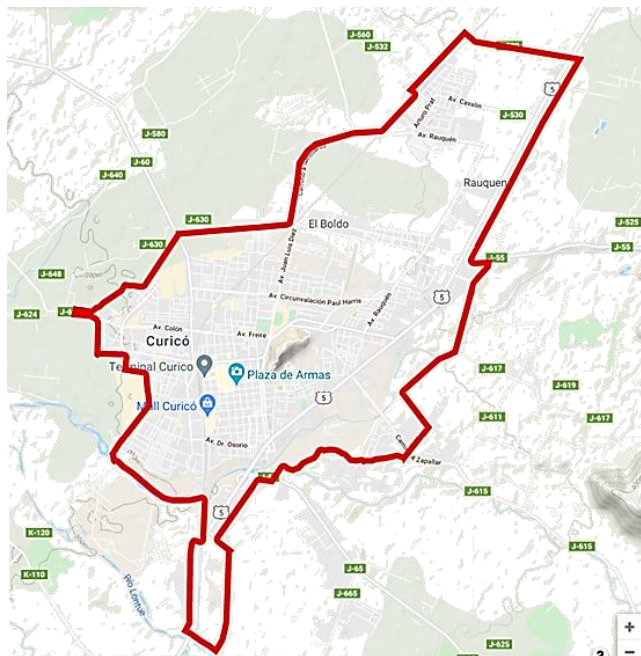 J-560
J-532
5
Av. Cavalin
Arturo Prat
J-530
J-580
Av. Rauquén
J-60
J-640
Rauquen
J-630
El Boldo
J-525
J-630
J-55
J-55
Av. Juan Luis Diez
J-648
J-624
Av. Circunvalación Paul Harris
5
Av. Rauquén
Av. Colón
Av. Freire
Curicó
Terminal Curico
Plaza de Armas
J-617
J-619
5
Mall Curicó
J-611
J-617
Av. Dr. Osorio
Zapallar
J-615
5
K-120
J-615
J-65
K-110
Río Lontué
J-665
J-625
+
−